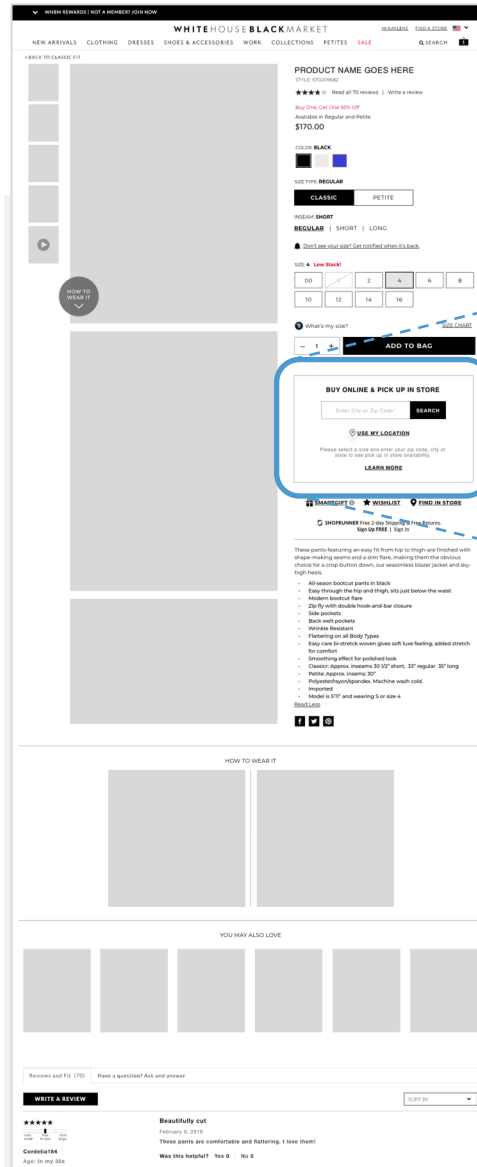 WHBM REWARDS | NOT A MEMBER? JOIN NOW
WHITEHOUSEBLACKMARKET
FIND A STORE
NEW ARRIVALS CLOTHING DRESSES SHOES & ACCESSORIES WORK COLLECTIONS PETITES SALE
SEARCH
BACK TO CLASSIC FIT
PRODUCT NAME GOES HERE
Read all 70 reviews | Write a review
Buy One, Get One 50% Off
Available in Regular and Petite
$170.00
COLOR: BLACK
SIZE TYPE: REGULAR
CLASSIC PETITE
INSEAM: SHORT
REGULAR | SHORT | LONG
Don't see your size? Get notified when it's back.
SIZE: 4 Low Stock!
00 0 2 4 6 8
10 12 14 16
HOW TO WEAR IT
What's my size?
SIZE CHART
– 1 +
ADD TO BAG
BUY ONLINE & PICK UP IN STORE
Enter City or Zip Code*
SEARCH
USE MY LOCATION
Please select a size and enter your zip code, city or
state to see pick up in store availability.
LEARN MORE
SMARTGIFT WISHLIST FIND IN STORE
SHOPRUNNER Free 2-day Shipping & Free Returns.
Sign Up FREE | Sign In
These pants-featuring an easy fit from hip to thigh-are finished with
shape-making seams and a slim flare, making them the obvious
choice for a crisp button down, our seasonless blazer jacket and sky-
high heels.
• All-season bootcut pants in black
• Easy through the hip and thigh, sits just below the waist
• Modern bootcut flare
• Zip fly with double hook-and-bar closure
• Side pockets
• Back welt pockets
• Wrinkle Resistant
• Flattering on all Body Types
• Easy care bi-stretck woven gives soft luxe feeling; added stretch
for comfort
• Smoothing effect for polished look
• Classicr: Approx. inseams 30 1/2" short, 33" regular 35" long
• Petite: Approx. insems: 30"
• Polyester/rayon/spandex. Machine wash cold.
• Imported
• Model is 5'11" and wearing S or size 4
Read Less
HOW TO WEAR IT
YOU MAY ALSO LOVE
Reviews and Fit (70) Have a question? Ask and answer
WRITE A REVIEW
SORT BY
Beautifully cut
February 9, 2019
These pants are comfortable and flattering. I love them!
Cordelia184
Age: In my 30s
Was this helpful? Yes 0 No 0